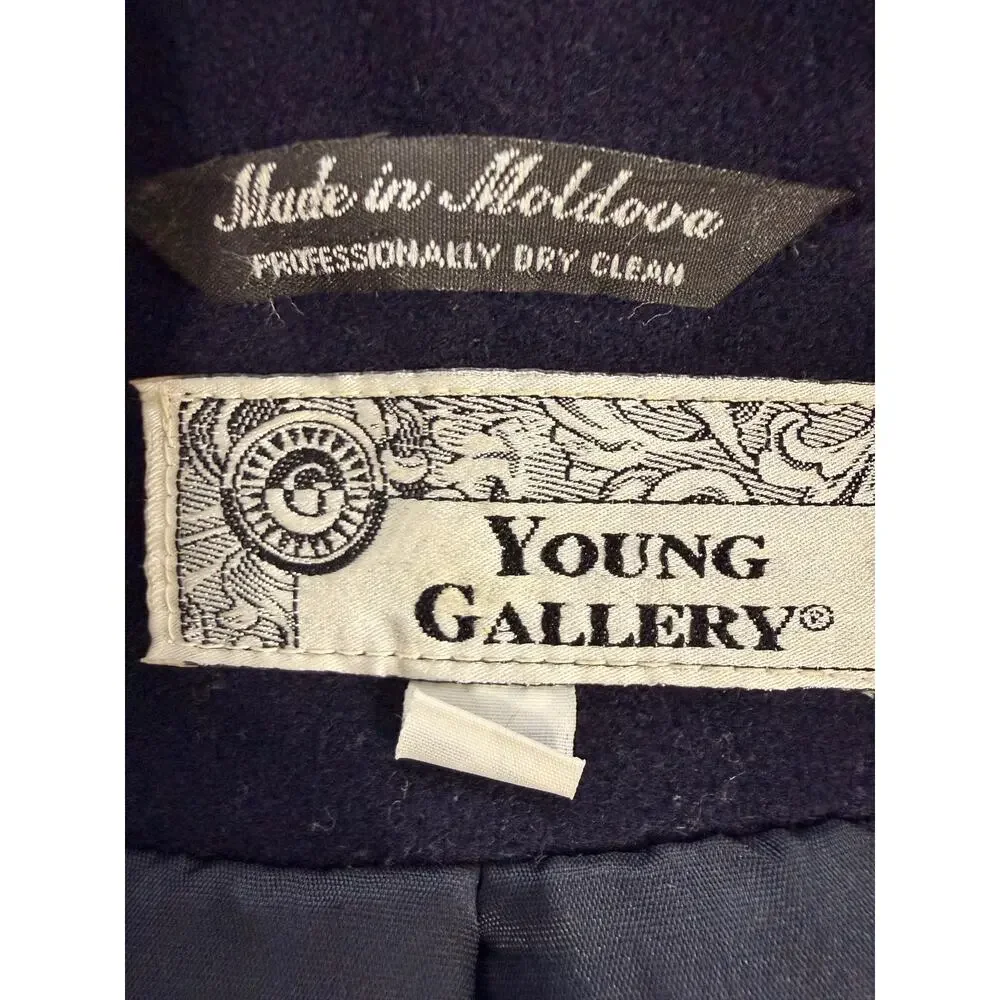 Made in Moldova
PROFESSIONALLY DRY CLEAN
YOUNG
GALLERY®